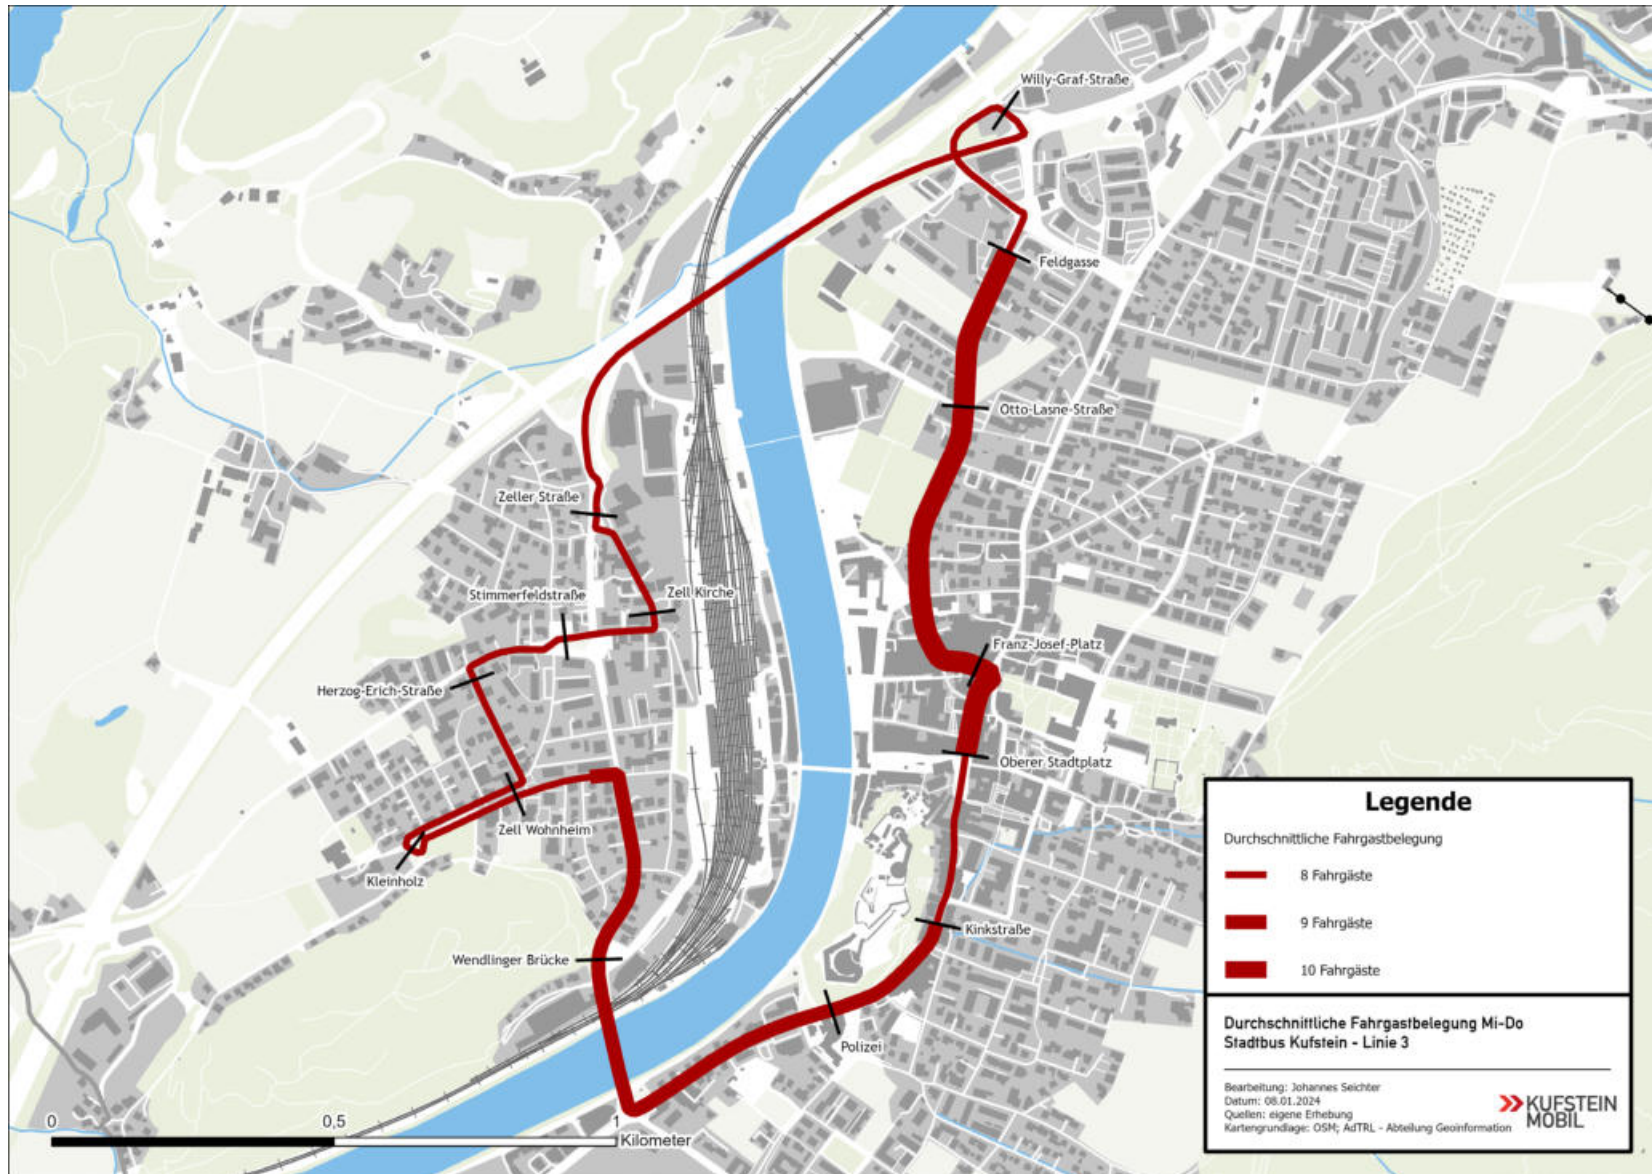 Willy-Graf-Straße
Feldgasse
Otto-Lasne-Straße
Zeller Straße
Stimmerfeldstraße
Zell Kirche
Franz-Josef-Platz
Herzog-Erich-Straße
Oberer Stadtplatz
Zell Wohnheim
Kleinholz
Kinkstraße
Wendlinger Brücke
Polizei
0
0,5
1
Kilometer
Legende
Durchschnittliche Fahrgastbelegung
8 Fahrgäste
9 Fahrgäste
10 Fahrgäste
Durchschnittliche Fahrgastbelegung Mi-Do
Stadtbus Kufstein - Linie 3
Bearbeitung: Johannes Seichter
Datum: 08.01.2024
Quellen: eigene Erhebung
Kartengrundlage: OSM; AdTRL - Abteilung Geoinformation
KUFSTEIN
MOBIL